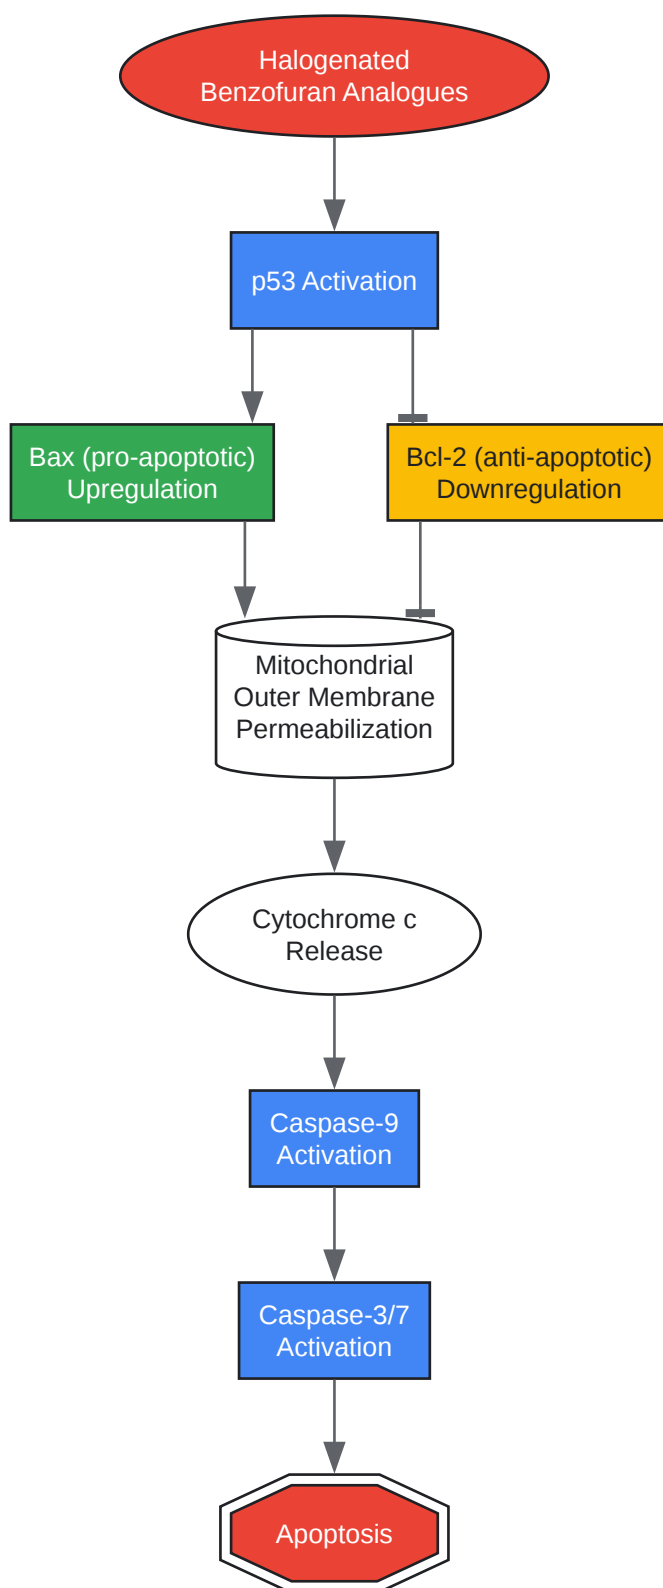 Halogenated
Benzofuran Analogues
p53 Activation
Bax (pro-apoptotic)
Upregulation
Bcl-2 (anti-apoptotic)
Downregulation
Mitochondrial
Outer Membrane
Permeabilization
Cytochrome c
Release
Caspase-9
Activation
Caspase-3/7
Activation
Apoptosis